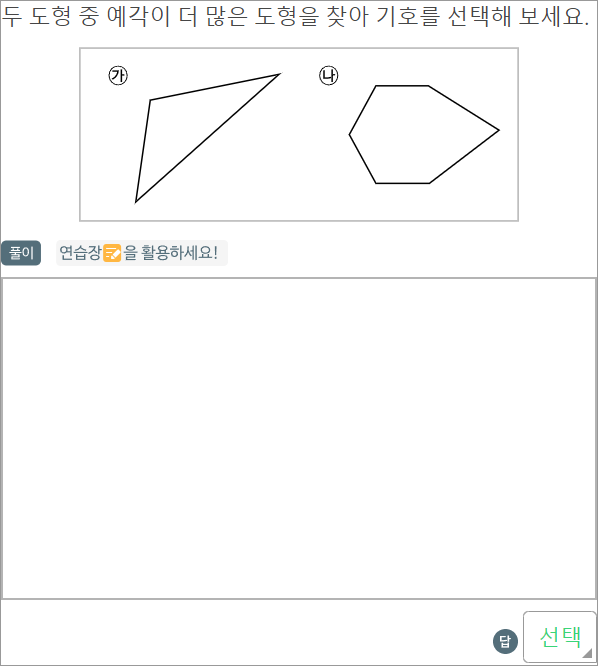 두 도형 중 예각이 더 많은 도형을 찾아 기호를 선택해 보세요.
㉮ ㉯
풀이 연습장을 활용하세요!
답 선택